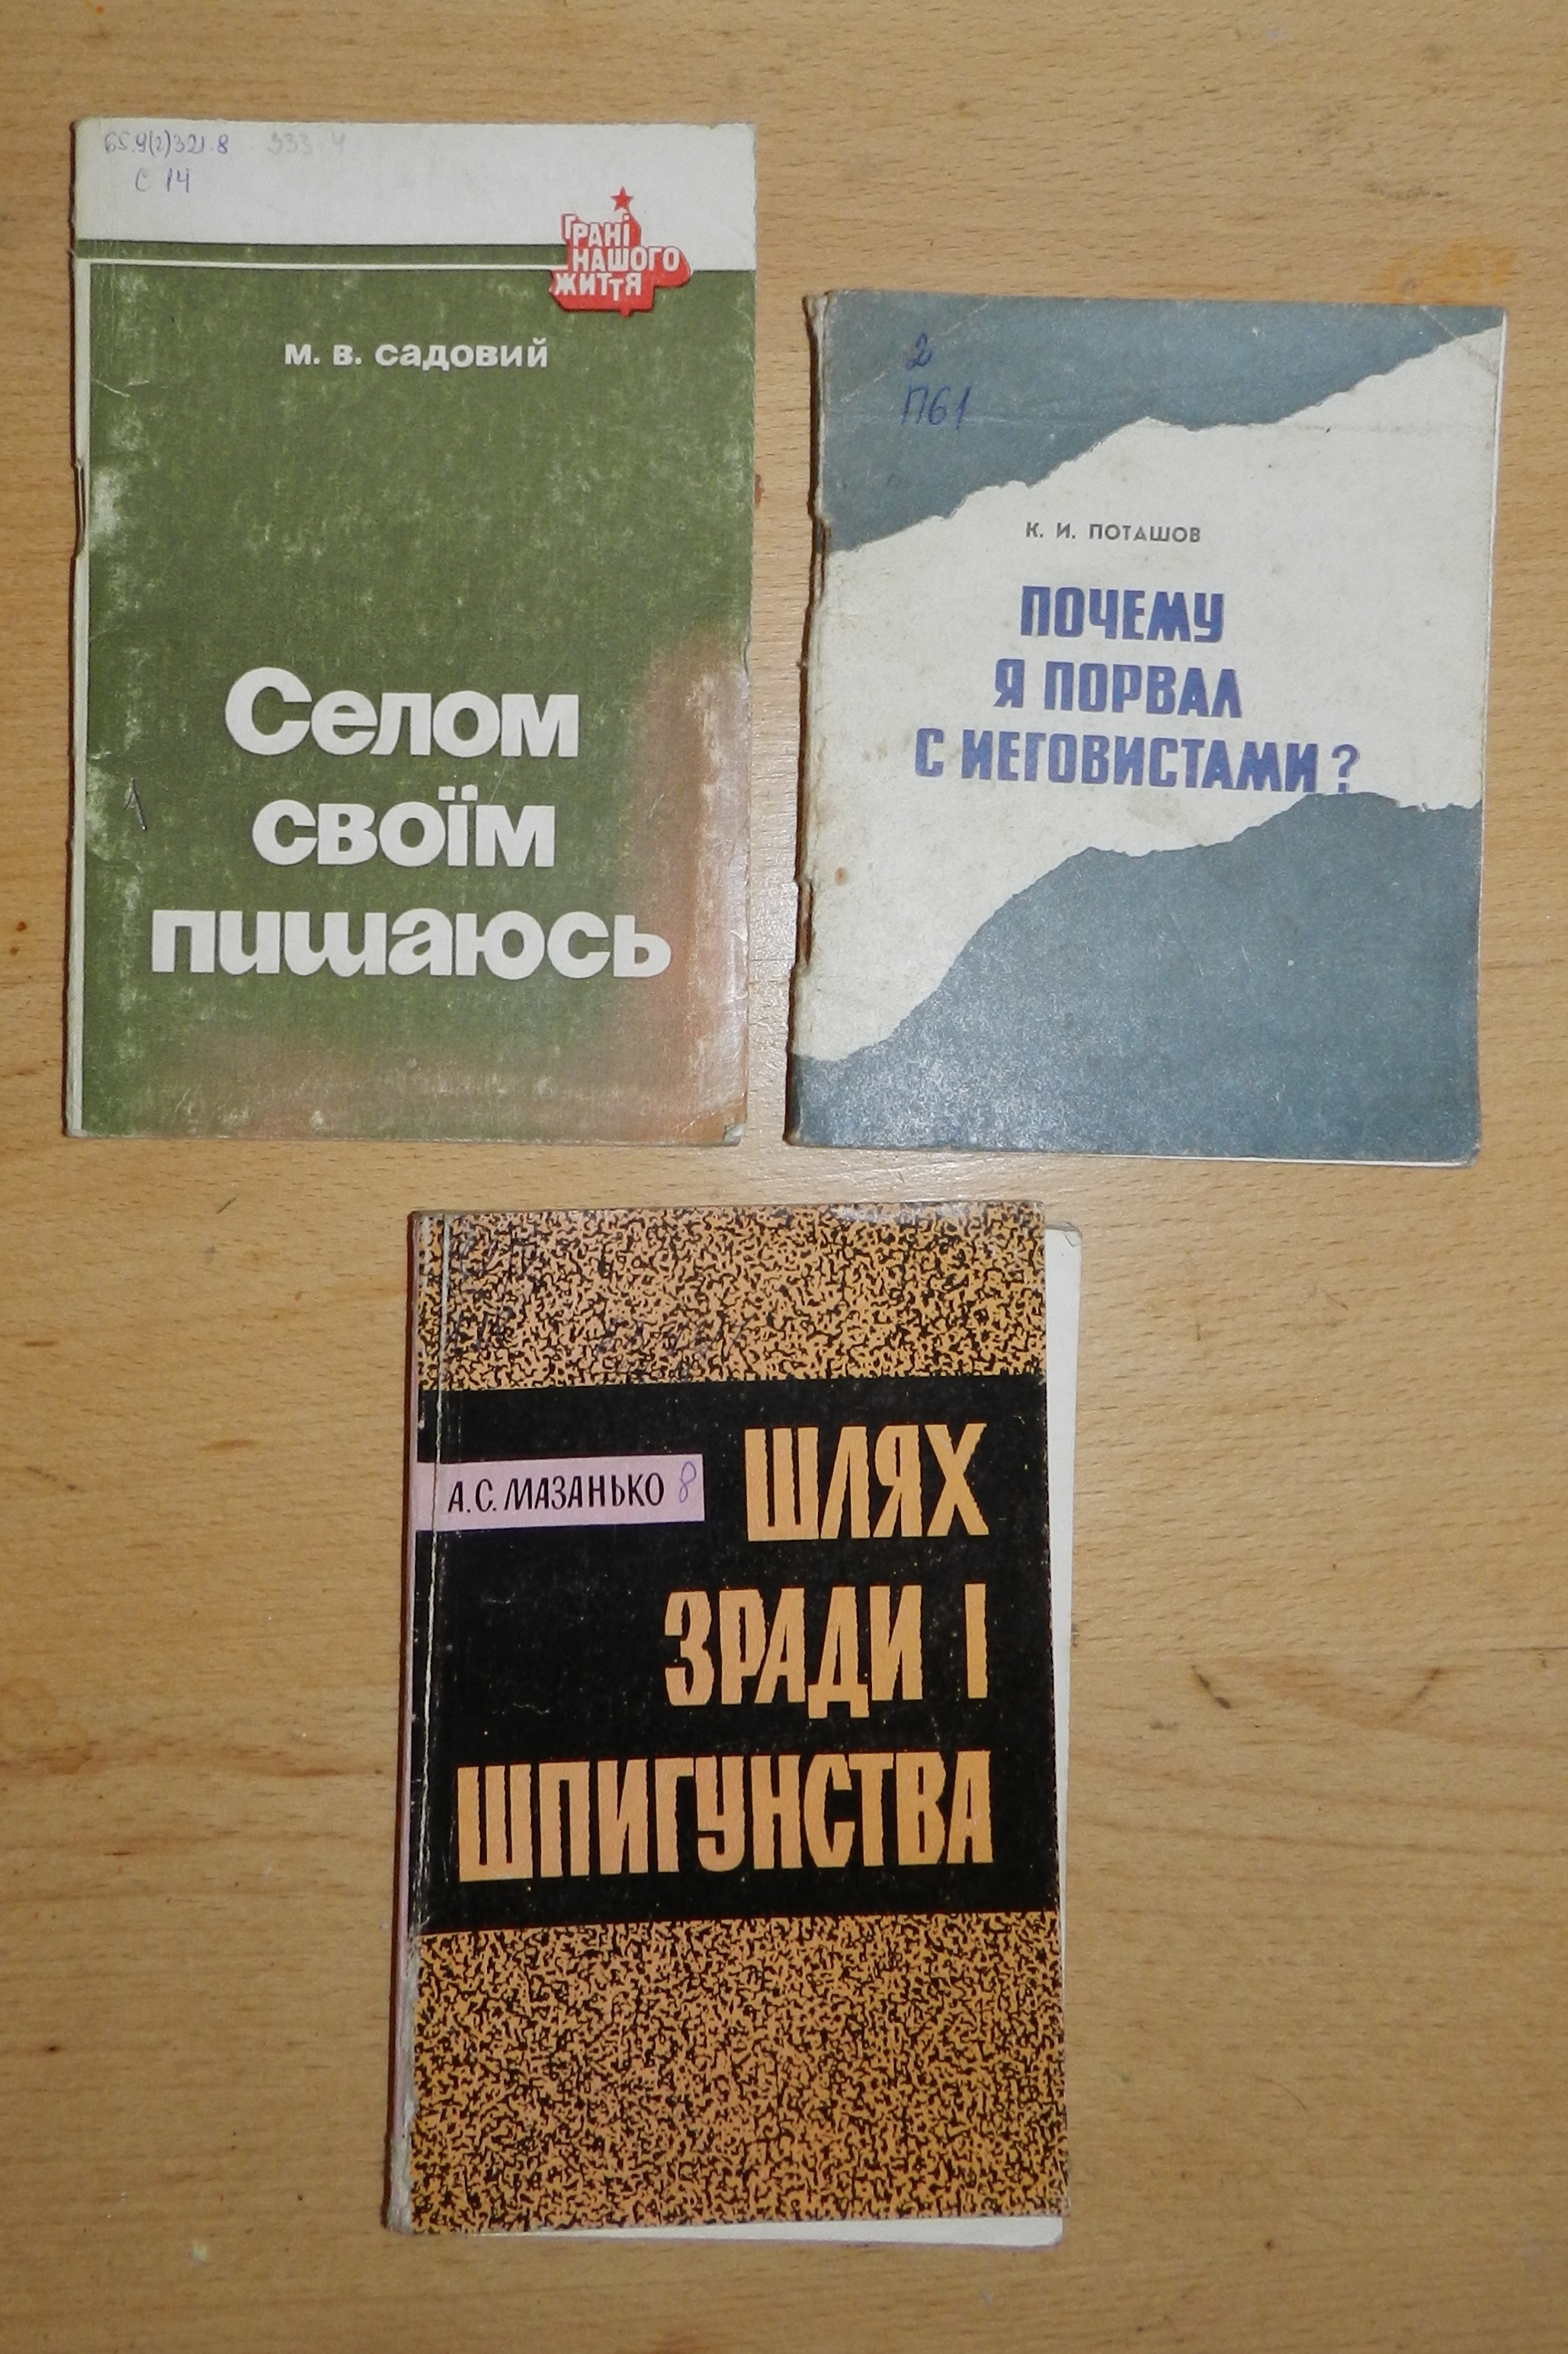 65.9(2)321.8
С 14
ГРАНІ
НАШОГО
ЖИТТЯ
М. В. Садовий
Селом
своїм
пишаюсь
2
П61
К. И. ПОТАШОВ
ПОЧЕМУ
Я ПОРВАЛ
С ИЕГОВИСТАМИ?
А. С. МАЗАНЬКО 8
ШЛЯХ
ЗРАДИ І
ШПИГУНСТВА